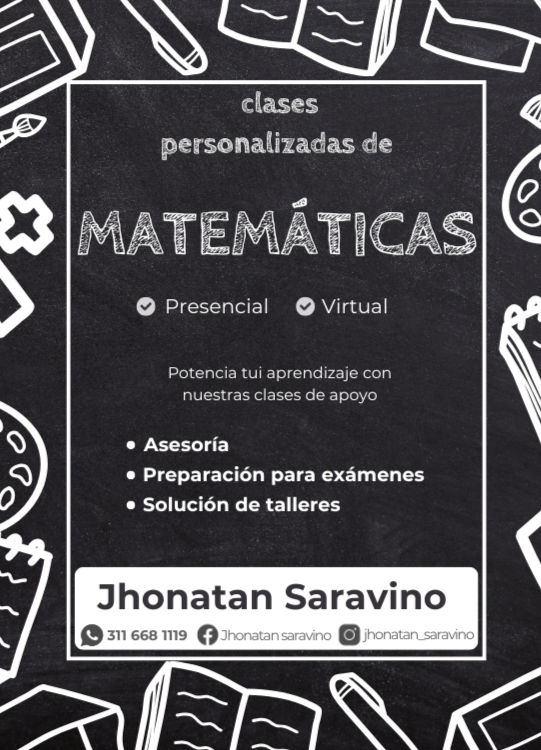 clases
personalizadas de
MATEMÁTICAS
Presencial Virtual
Potencia tui aprendizaje con
nuestras clases de apoyo
• Asesoría
• Preparación para exámenes
• Solución de talleres
Jhonatan Saravino
311 668 1119 Jhonatan saravino jhonatan_saravino